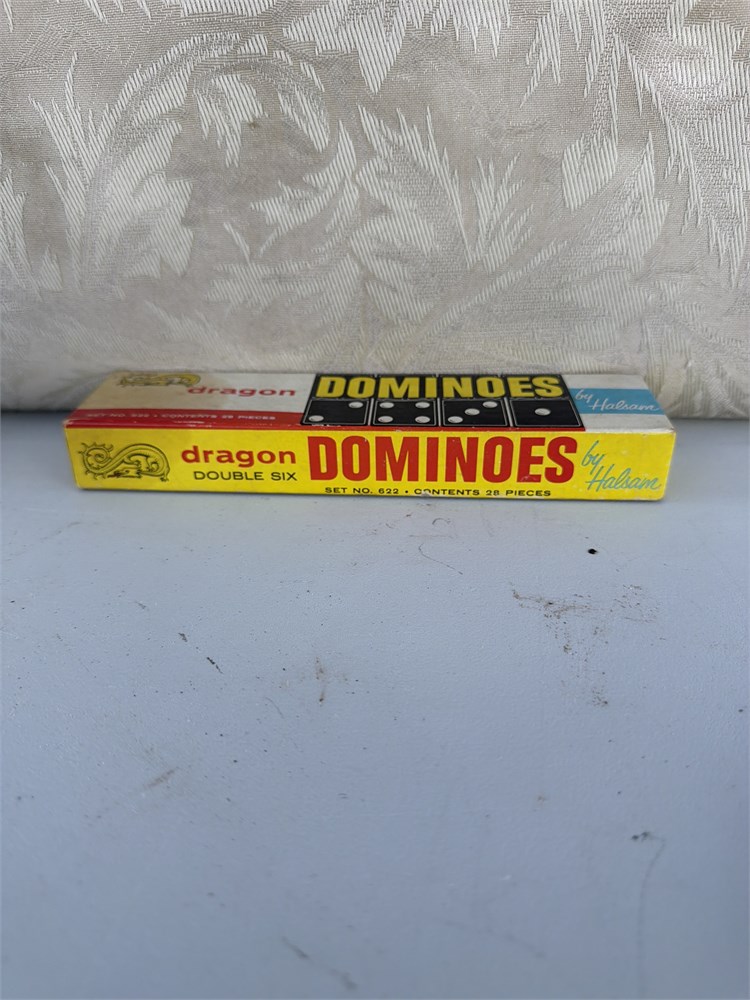 dragon
DOMINOES
by Halsam
SET NO. 622 • CONTENTS 28 PIECES
dragon
DOUBLE SIX
DOMINOES
by Halsam
SET NO. 622 • CONTENTS 28 PIECES